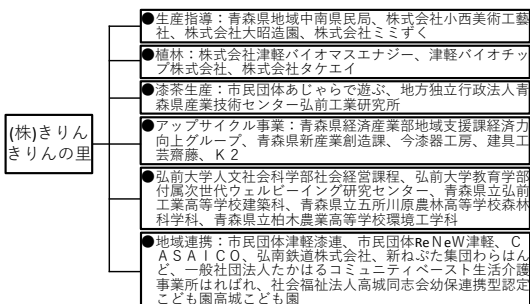 (株)きりん
きりんの里
●生産指導：青森県地域中南県民局、株式会社小西美術工藝
社、株式会社大昭造園、株式会社ミミずく
●植林：株式会社津軽バイオマスエナジー、津軽バイオチッ
プ株式会社、株式会社タケエイ
●漆茶生産：市民団体あじゃらで遊ぶ、地方独立行政法人青
森県産業技術センター弘前工業研究所
●アップサイクル事業：青森県経済産業部地域支援課経済力
向上グループ、青森県新産業創造課、今漆器工房、建具工
芸齋藤、Ｋ２
●弘前大学人文社会科学部社会経営課程、弘前大学教育学部
付属次世代ウェルビーイング研究センター、青森県立弘前
工業高等学校建築科、青森県立五所川原農林高等学校森林
科学科、青森県立柏木農業高等学校環境工学科
●地域連携：市民団体津軽漆連、市民団体ReNeW津軽、Ｃ
ＡＳＡＩＣＯ、弘南鉄道株式会社、新ねぷた集団わらはん
ど、一般社団法人たかはるコミュニティベースト生活介護
事業所はればれ、社会福祉法人高城同志会幼保連携型認定
こども園高城こども園